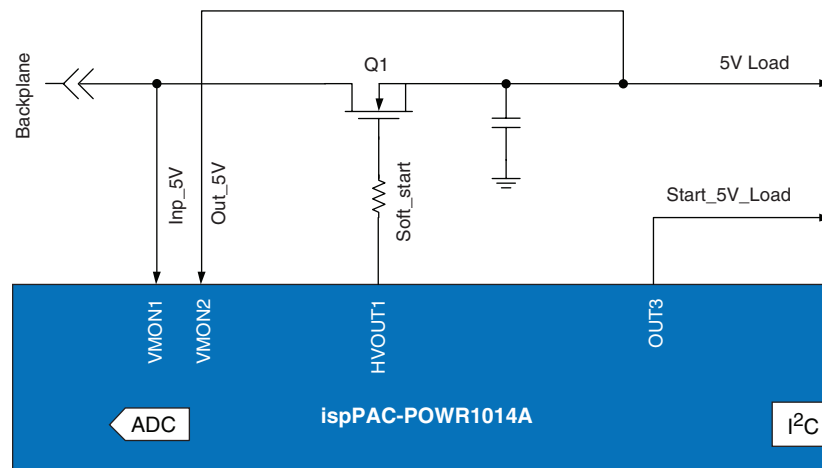 Q1
5V Load
Backplane
Inp_5V
Out_5V
Soft_start
Start_5V_Load
VMON1
VMON2
HVOUT1
OUT3
ADC
ispPAC-POWR1014A
I²C